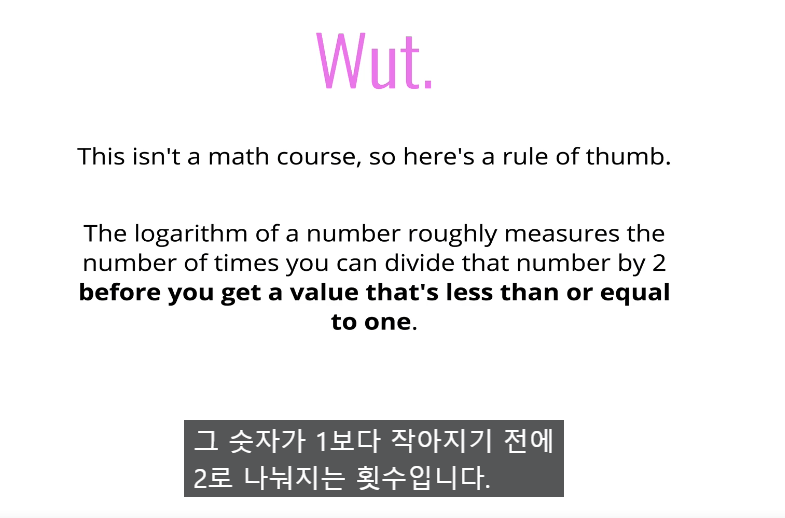 Wut.
This isn't a math course, so here's a rule of thumb.
The logarithm of a number roughly measures the
number of times you can divide that number by 2
before you get a value that's less than or equal
to one.
그 숫자가 1보다 작아지기 전에
2로 나눠지는 횟수입니다.